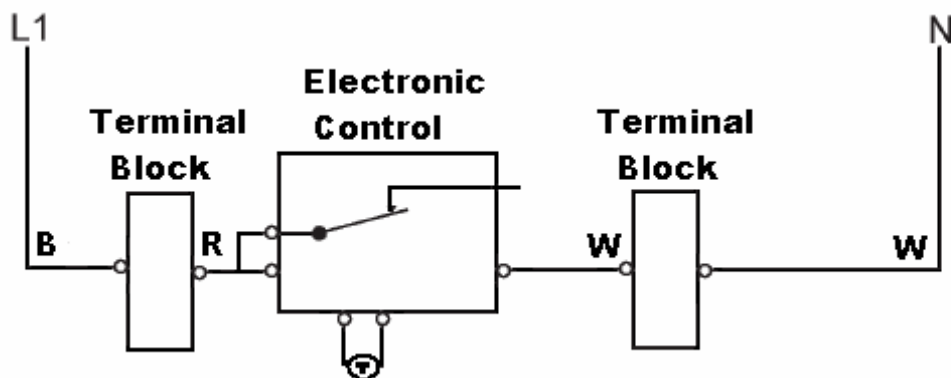 L1
N
Electronic
Control
Terminal
Block
Terminal
Block
B
R
W
W